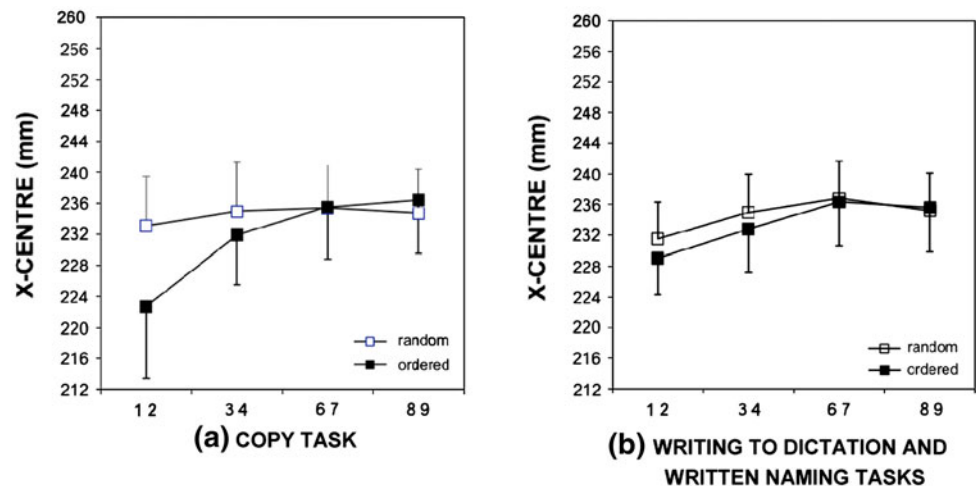 260
256
252
248
244
240
236
232
228
224
220
216
212
X-CENTRE (mm)
random
ordered
1 2 3 4 6 7 8 9
(a) COPY TASK
260
256
252
248
244
240
236
232
228
224
220
216
212
X-CENTRE (mm)
random
ordered
1 2 3 4 6 7 8 9
(b) WRITING TO DICTATION AND
WRITTEN NAMING TASKS